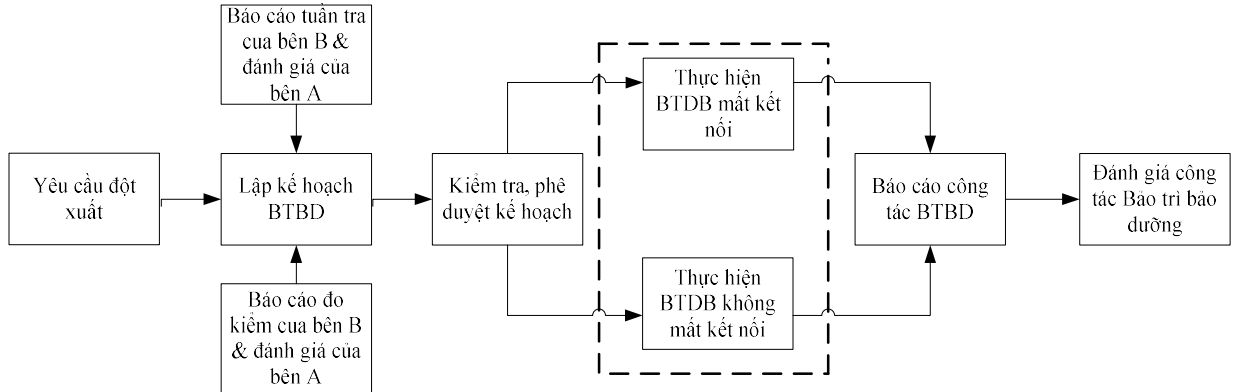 Báo cáo tuần tra
cua bên B &
đánh giá của
bên A
Yêu cầu đột
xuất
Lập kế hoạch
BTBD
Báo cáo đo
kiểm cua bên B
& đánh giá của
bên A
Kiểm tra, phê
duyệt kế hoạch
Thực hiện
BTDB mất kết
nối
Thực hiện
BTDB không
mất kết nối
Báo cáo công
tác BTBD
Đánh giá công
tác Bảo trì bảo
dưỡng